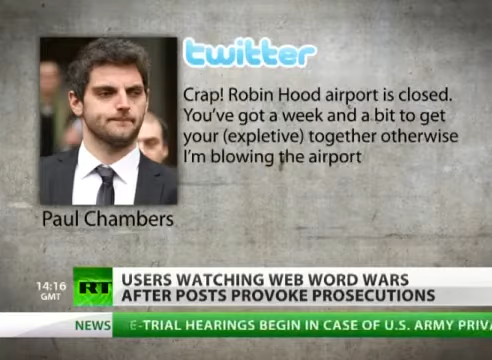 twitter
Crap! Robin Hood airport is closed.
You've got a week and a bit to get
your (expletive) together otherwise
I'm blowing the airport
Paul Chambers
14:16
GMT
RT
USERS WATCHING WEB WORD WARS
AFTER POSTS PROVOKE PROSECUTIONS
NEWS
E-TRIAL HEARINGS BEGIN IN CASE OF U.S. ARMY PRIVA